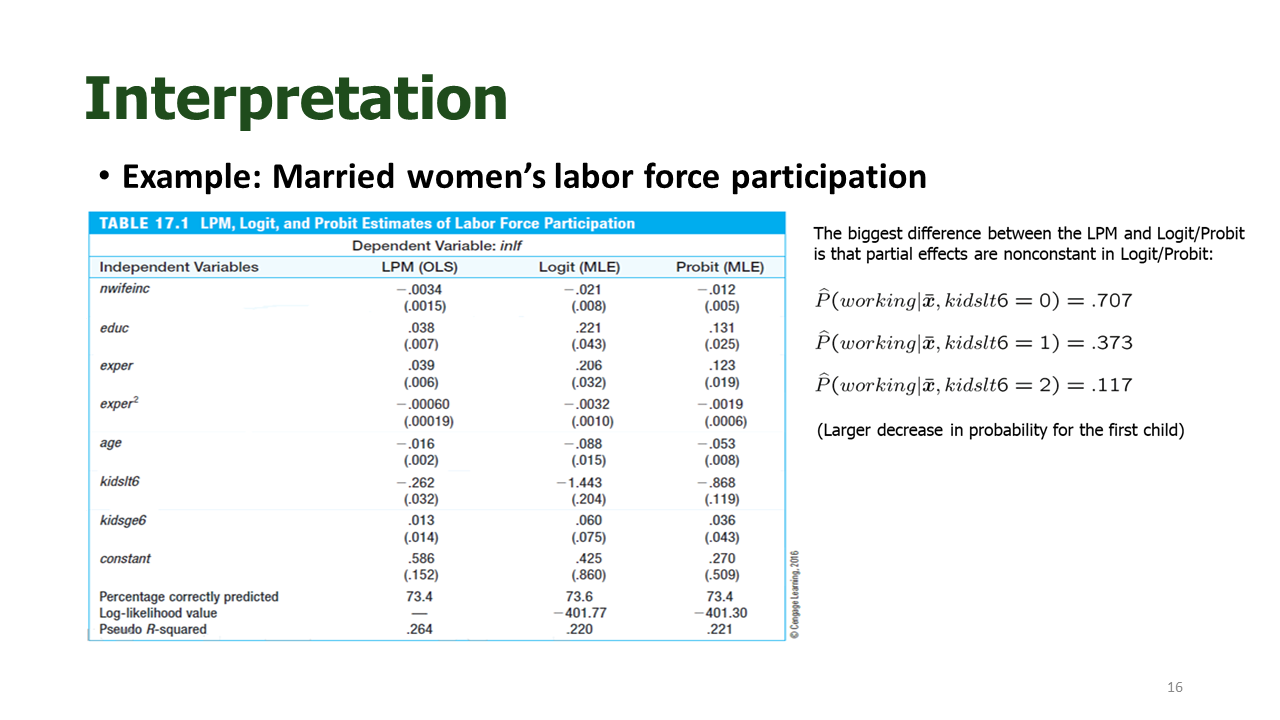 Interpretation
• Example: Married women’s labor force participation
TABLE 17.1 LPM, Logit, and Probit Estimates of Labor Force Participation
Dependent Variable: inlf
Independent Variables LPM (OLS) Logit (MLE) Probit (MLE)
nwifeinc −.0034 −.021 −.012
(.0015) (.008) (.005)
educ .038 .221 .131
(.007) (.043) (.025)
exper .039 .206 .123
(.006) (.032) (.019)
exper² −.00060 −.0032 −.0019
(.00019) (.0010) (.0006)
age −.016 −.088 −.053
(.002) (.015) (.008)
kidslt6 −.262 −1.443 −.868
(.032) (.204) (.119)
kidsge6 .013 .060 .036
(.014) (.075) (.043)
constant .586 .425 .270
(.152) (.860) (.509)
Percentage correctly predicted 73.4 73.6 73.4
Log-likelihood value — −401.77 −401.30
Pseudo R-squared .264 .220 .221
© Cengage Learning, 2016
The biggest difference between the LPM and Logit/Probit
is that partial effects are nonconstant in Logit/Probit:
P̂(working|x̄, kidslt6 = 0) = .707
P̂(working|x̄, kidslt6 = 1) = .373
P̂(working|x̄, kidslt6 = 2) = .117
(Larger decrease in probability for the first child)
16